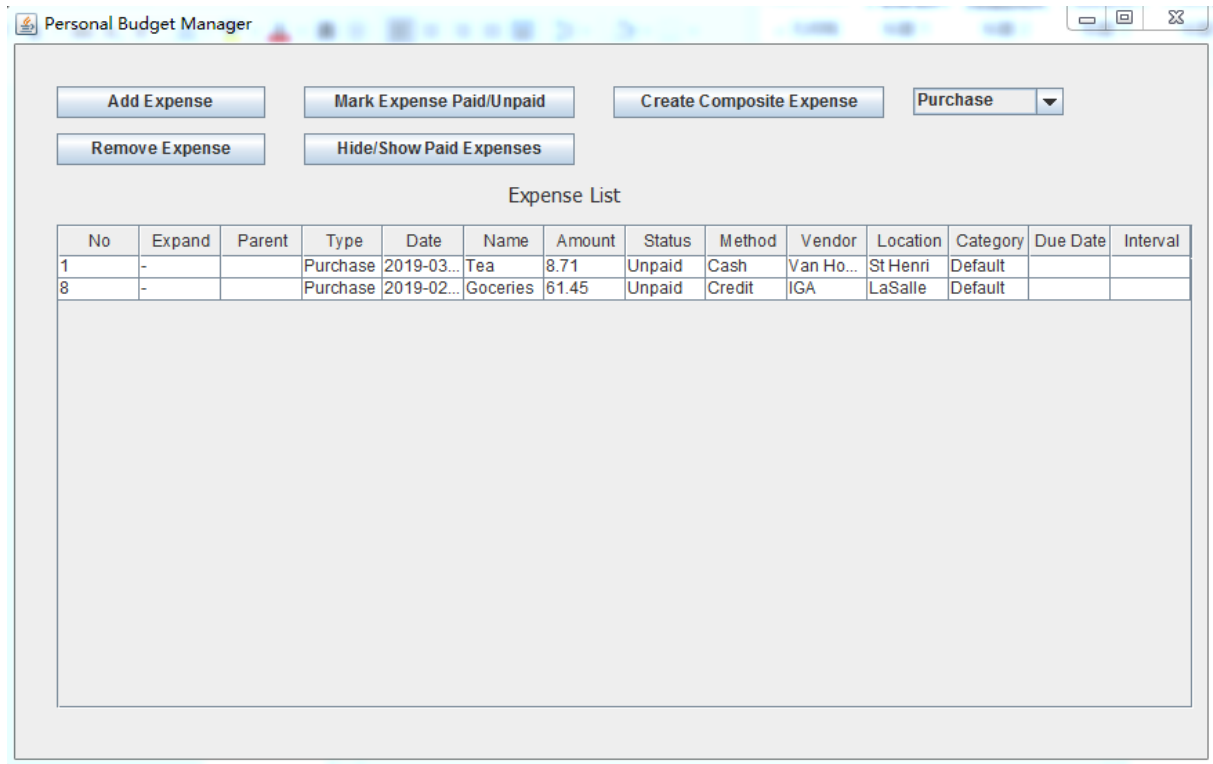 Personal Budget Manager
Add Expense Mark Expense Paid/Unpaid Create Composite Expense Purchase
Remove Expense Hide/Show Paid Expenses
Expense List
No Expand Parent Type Date Name Amount Status Method Vendor Location Category Due Date Interval
1 - Purchase 2019-03... Tea 8.71 Unpaid Cash Van Ho... St Henri Default
8 - Purchase 2019-02... Goceries 61.45 Unpaid Credit IGA LaSalle Default